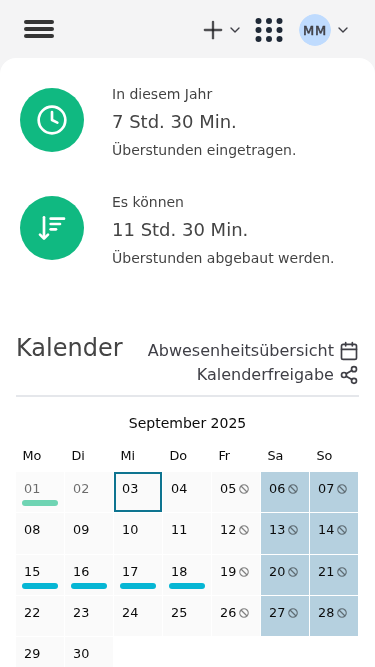 MM
In diesem Jahr
7 Std. 30 Min.
Überstunden eingetragen.
Es können
11 Std. 30 Min.
Überstunden abgebaut werden.
Kalender
Abwesenheitsübersicht
Kalenderfreigabe
September 2025
Mo Di Mi Do Fr Sa So
01 02 03 04 05 06 07
08 09 10 11 12 13 14
15 16 17 18 19 20 21
22 23 24 25 26 27 28
29 30